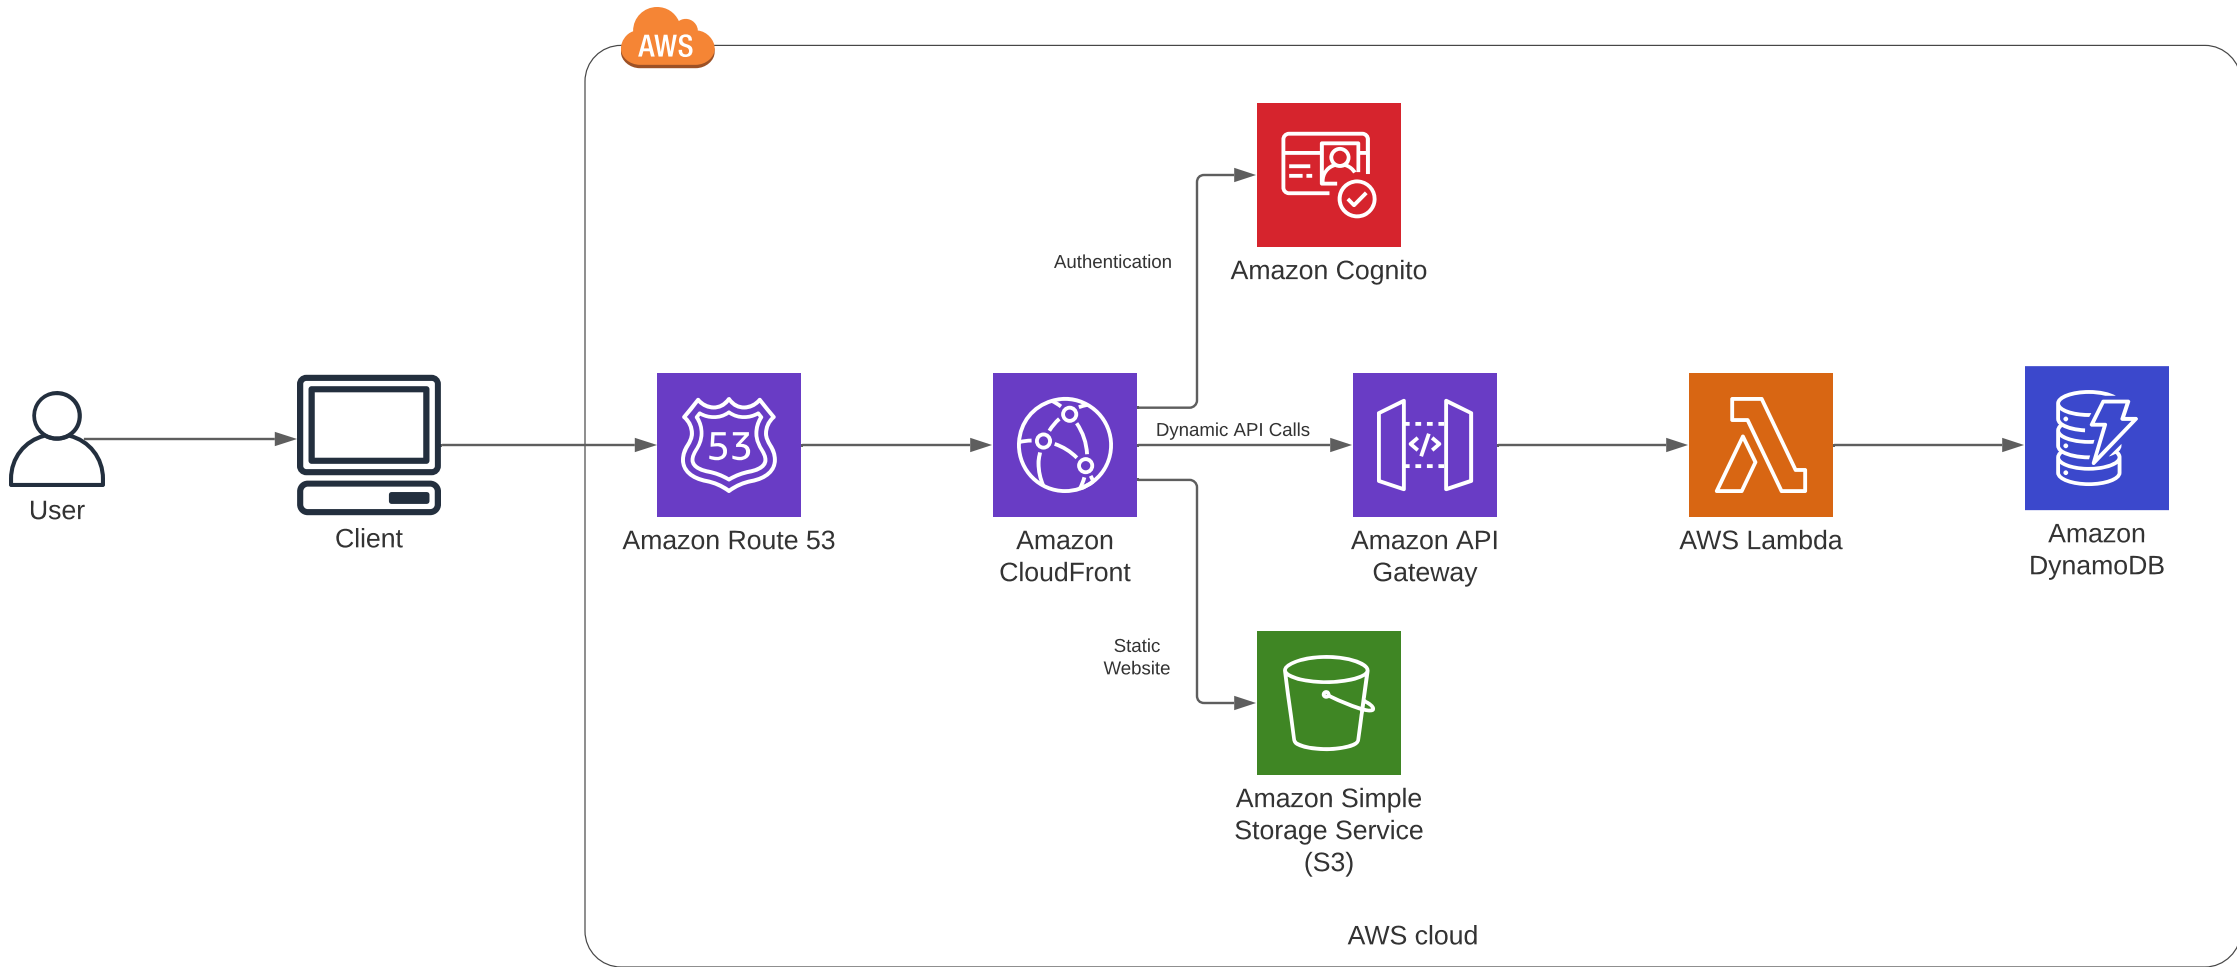 AWS
Authentication
Amazon Cognito
User
Client
53
Amazon Route 53
Amazon
CloudFront
Dynamic API Calls
</>
Amazon API
Gateway
AWS Lambda
Amazon
DynamoDB
Static
Website
Amazon Simple
Storage Service
(S3)
AWS cloud